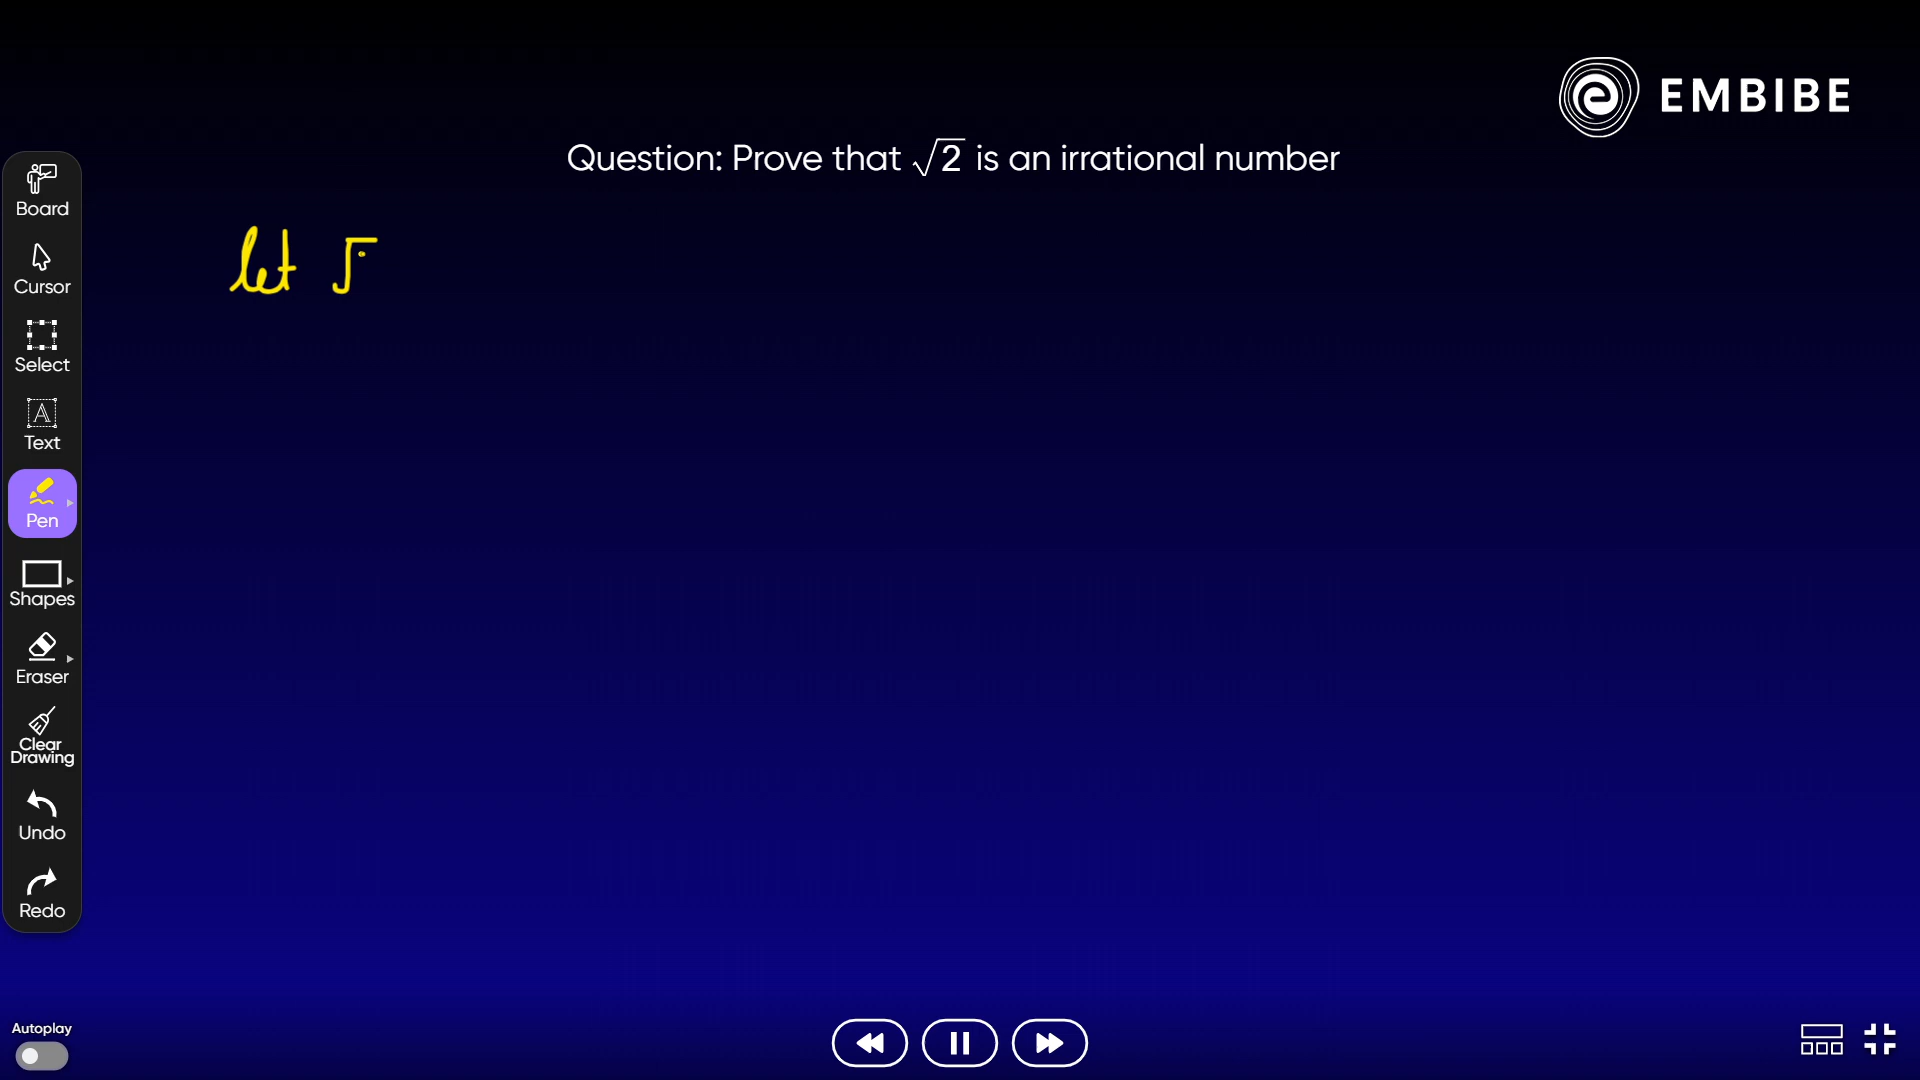 EMBIBE
Question: Prove that √2 is an irrational number
let √
Board
Cursor
Select
Text
Pen
Shapes
Eraser
Clear
Drawing
Undo
Redo
Autoplay